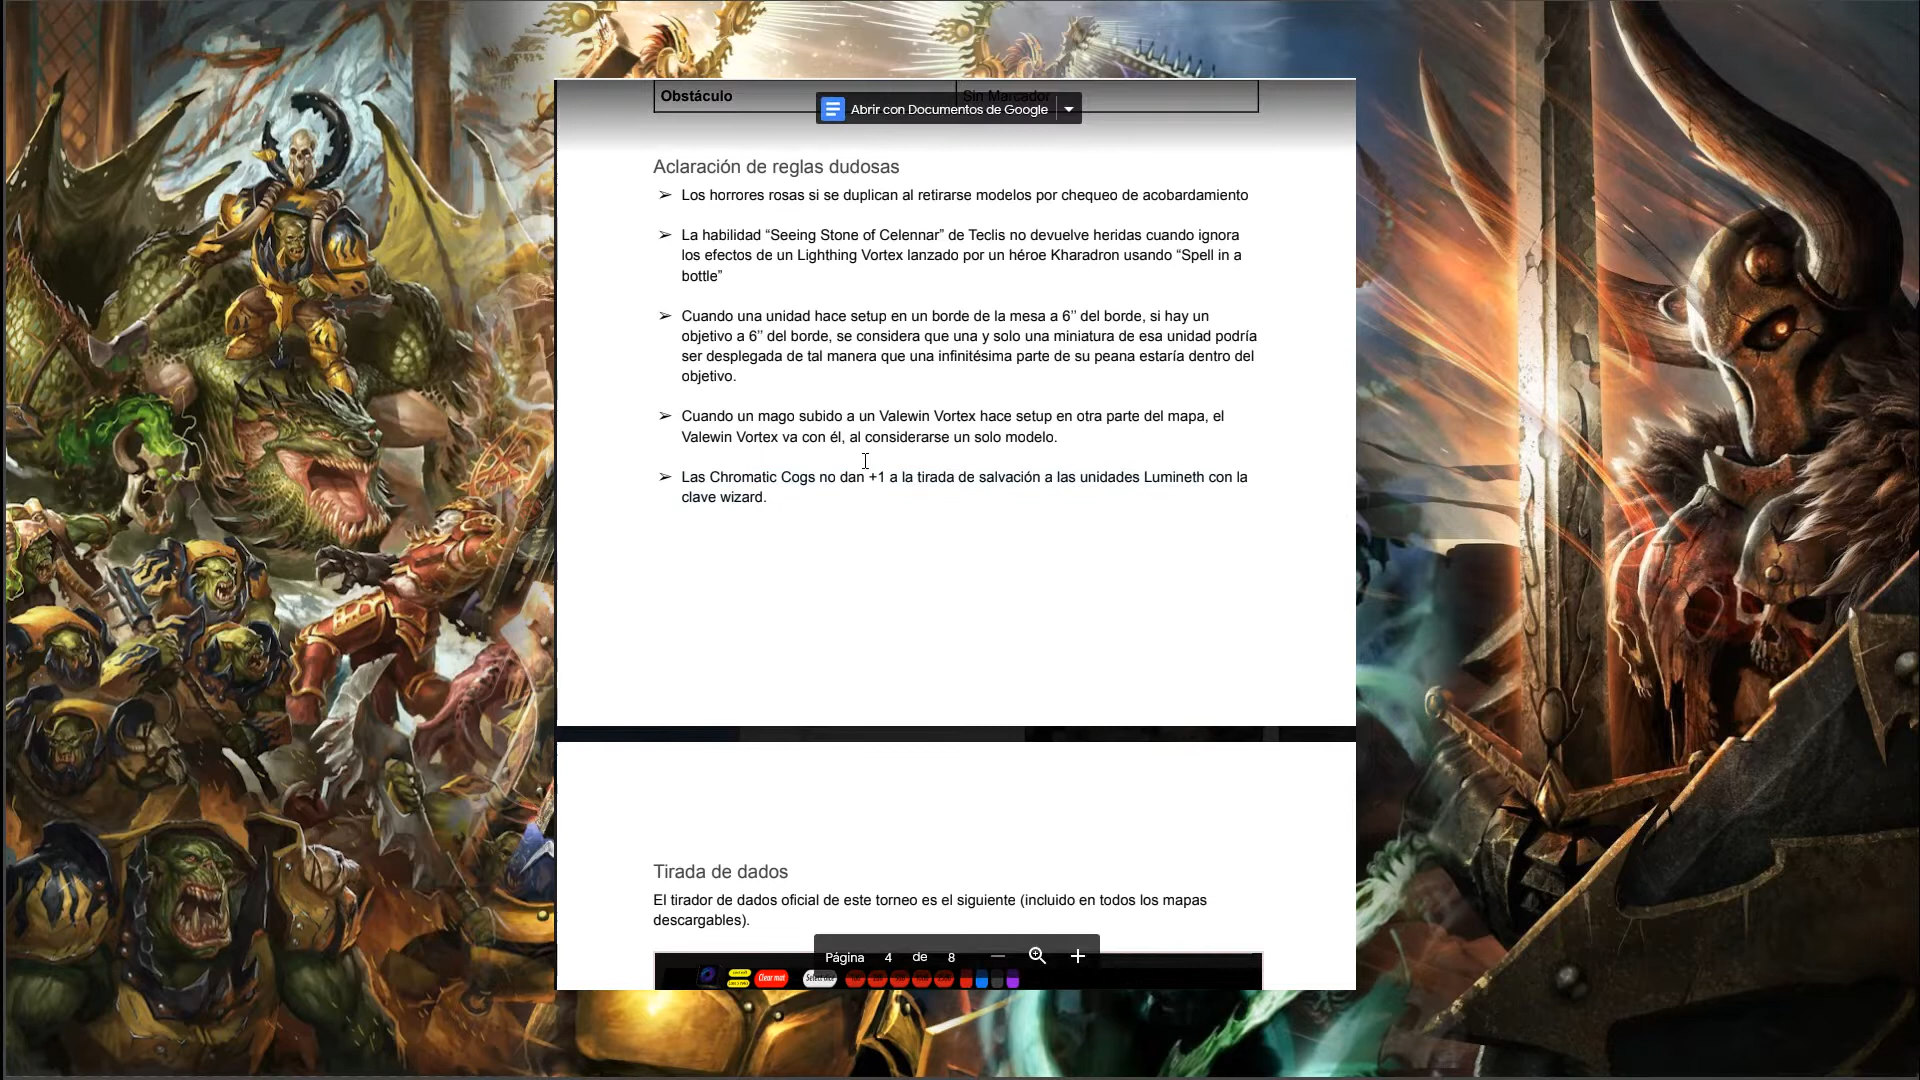 Obstáculo
Sin Marcador
Abrir con Documentos de Google
Aclaración de reglas dudosas
➢ Los horrores rosas si se duplican al retirarse modelos por chequeo de acobardamiento
➢ La habilidad “Seeing Stone of Celennar” de Teclis no devuelve heridas cuando ignora
los efectos de un Lighthing Vortex lanzado por un héroe Kharadron usando “Spell in a
bottle”
➢ Cuando una unidad hace setup en un borde de la mesa a 6’’ del borde, si hay un
objetivo a 6’’ del borde, se considera que una y solo una miniatura de esa unidad podría
ser desplegada de tal manera que una infinitésima parte de su peana estaría dentro del
objetivo.
➢ Cuando un mago subido a un Valewin Vortex hace setup en otra parte del mapa, el
Valewin Vortex va con él, al considerarse un solo modelo.
➢ Las Chromatic Cogs no dan +1 a la tirada de salvación a las unidades Lumineth con la
clave wizard.
Tirada de dados
El tirador de dados oficial de este torneo es el siguiente (incluido en todos los mapas
descargables).
Página 4 de 8
Clear mat